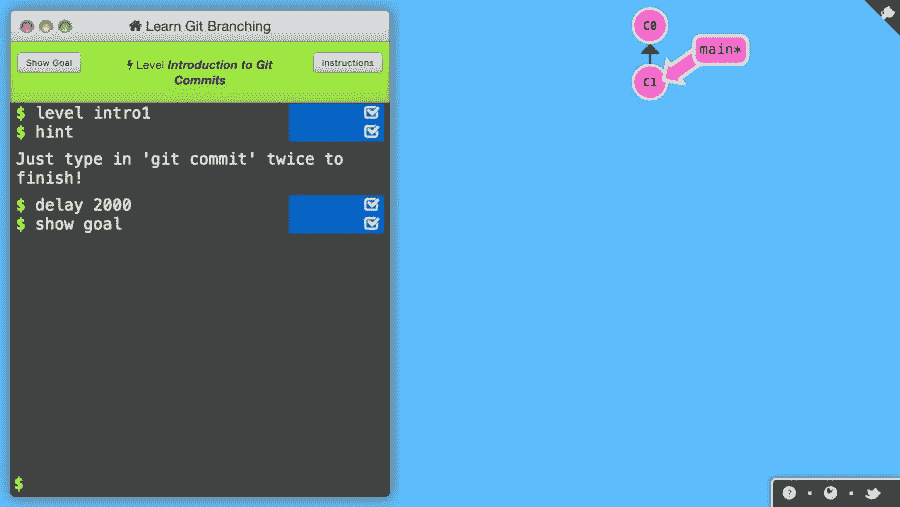 Learn Git Branching
Show Goal
Level Introduction to Git
Commits
Instructions
$ level intro1
$ hint
Just type in 'git commit' twice to
finish!
$ delay 2000
$ show goal
$
C0
main*
C1
?